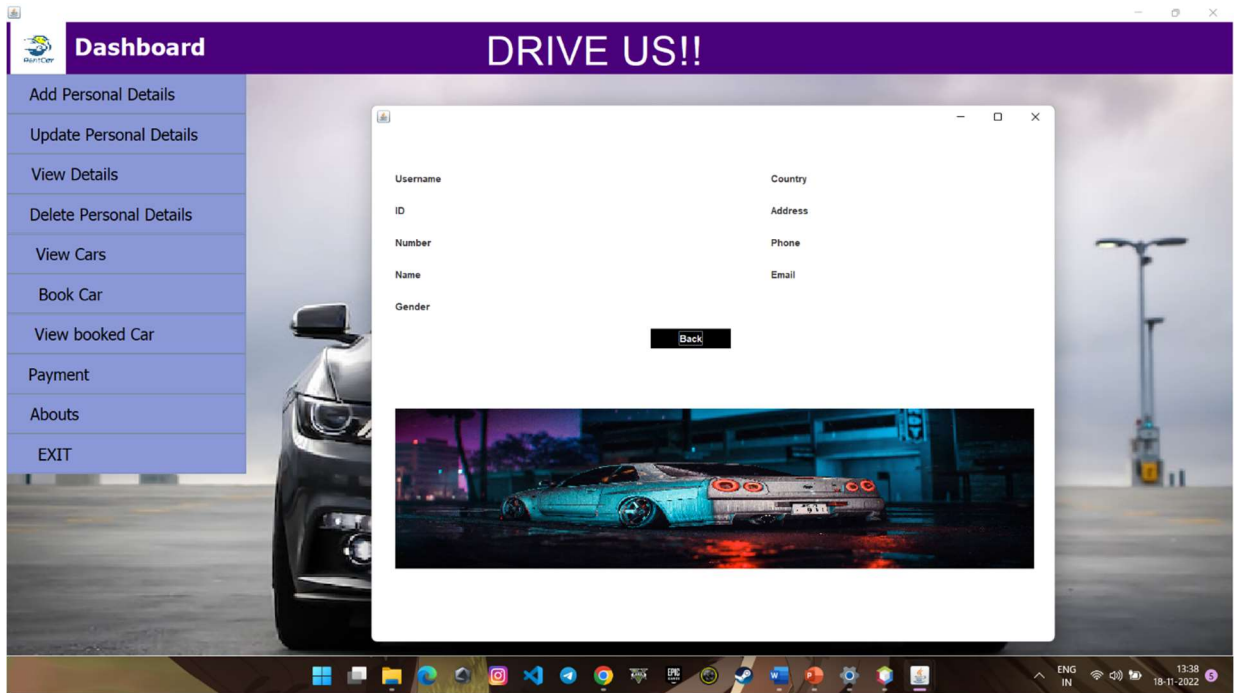 Dashboard
DRIVE US!!
RentCar
Add Personal Details
Update Personal Details
View Details
Delete Personal Details
View Cars
Book Car
View booked Car
Payment
Abouts
EXIT
Username
Country
ID
Address
Number
Phone
Name
Email
Gender
Back
EPIC
ENG
IN
13:38
18-11-2022
5